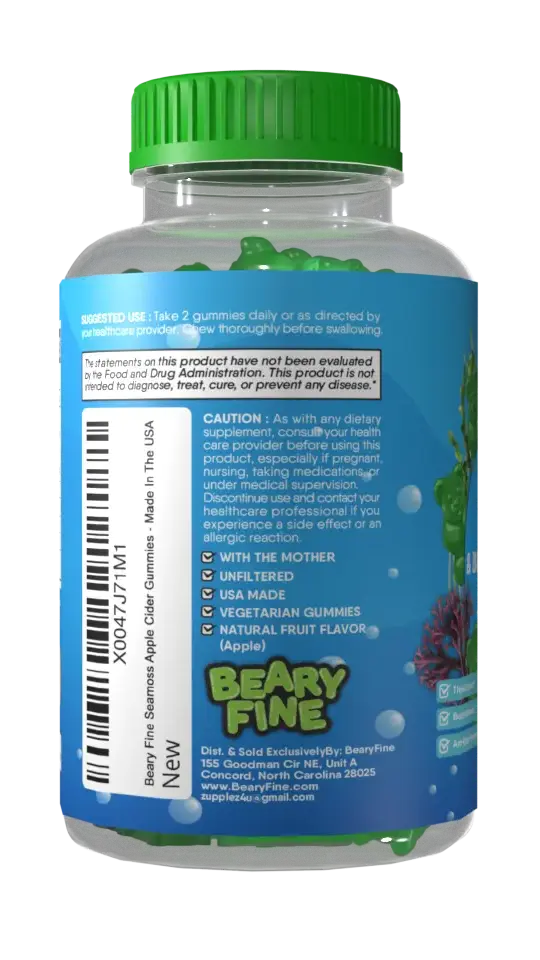 SUGGESTED USE : Take 2 gummies daily or as directed by
your healthcare provider. Chew thoroughly before swallowing.
The statements on this product have not been evaluated
by the Food and Drug Administration. This product is not
intended to diagnose, treat, cure, or prevent any disease.*
X0047J71M1
Beary Fine Seamoss Apple Cider Gummies - Made In The USA
New
CAUTION : As with any dietary
supplement, consult your health
care provider before using this
product, especially if pregnant,
nursing, taking medications, or
under medical supervision.
Discontinue use and contact your
healthcare professional if you
experience a side effect or an
allergic reaction.
WITH THE MOTHER
UNFILTERED
USA MADE
VEGETARIAN GUMMIES
NATURAL FRUIT FLAVOR
(Apple)
BEARY
FINE
Dist. & Sold ExclusivelyBy: BearyFine
155 Goodman Cir NE, Unit A
Concord, North Carolina 28025
www.BearyFine.com
zupplez4u@gmail.com